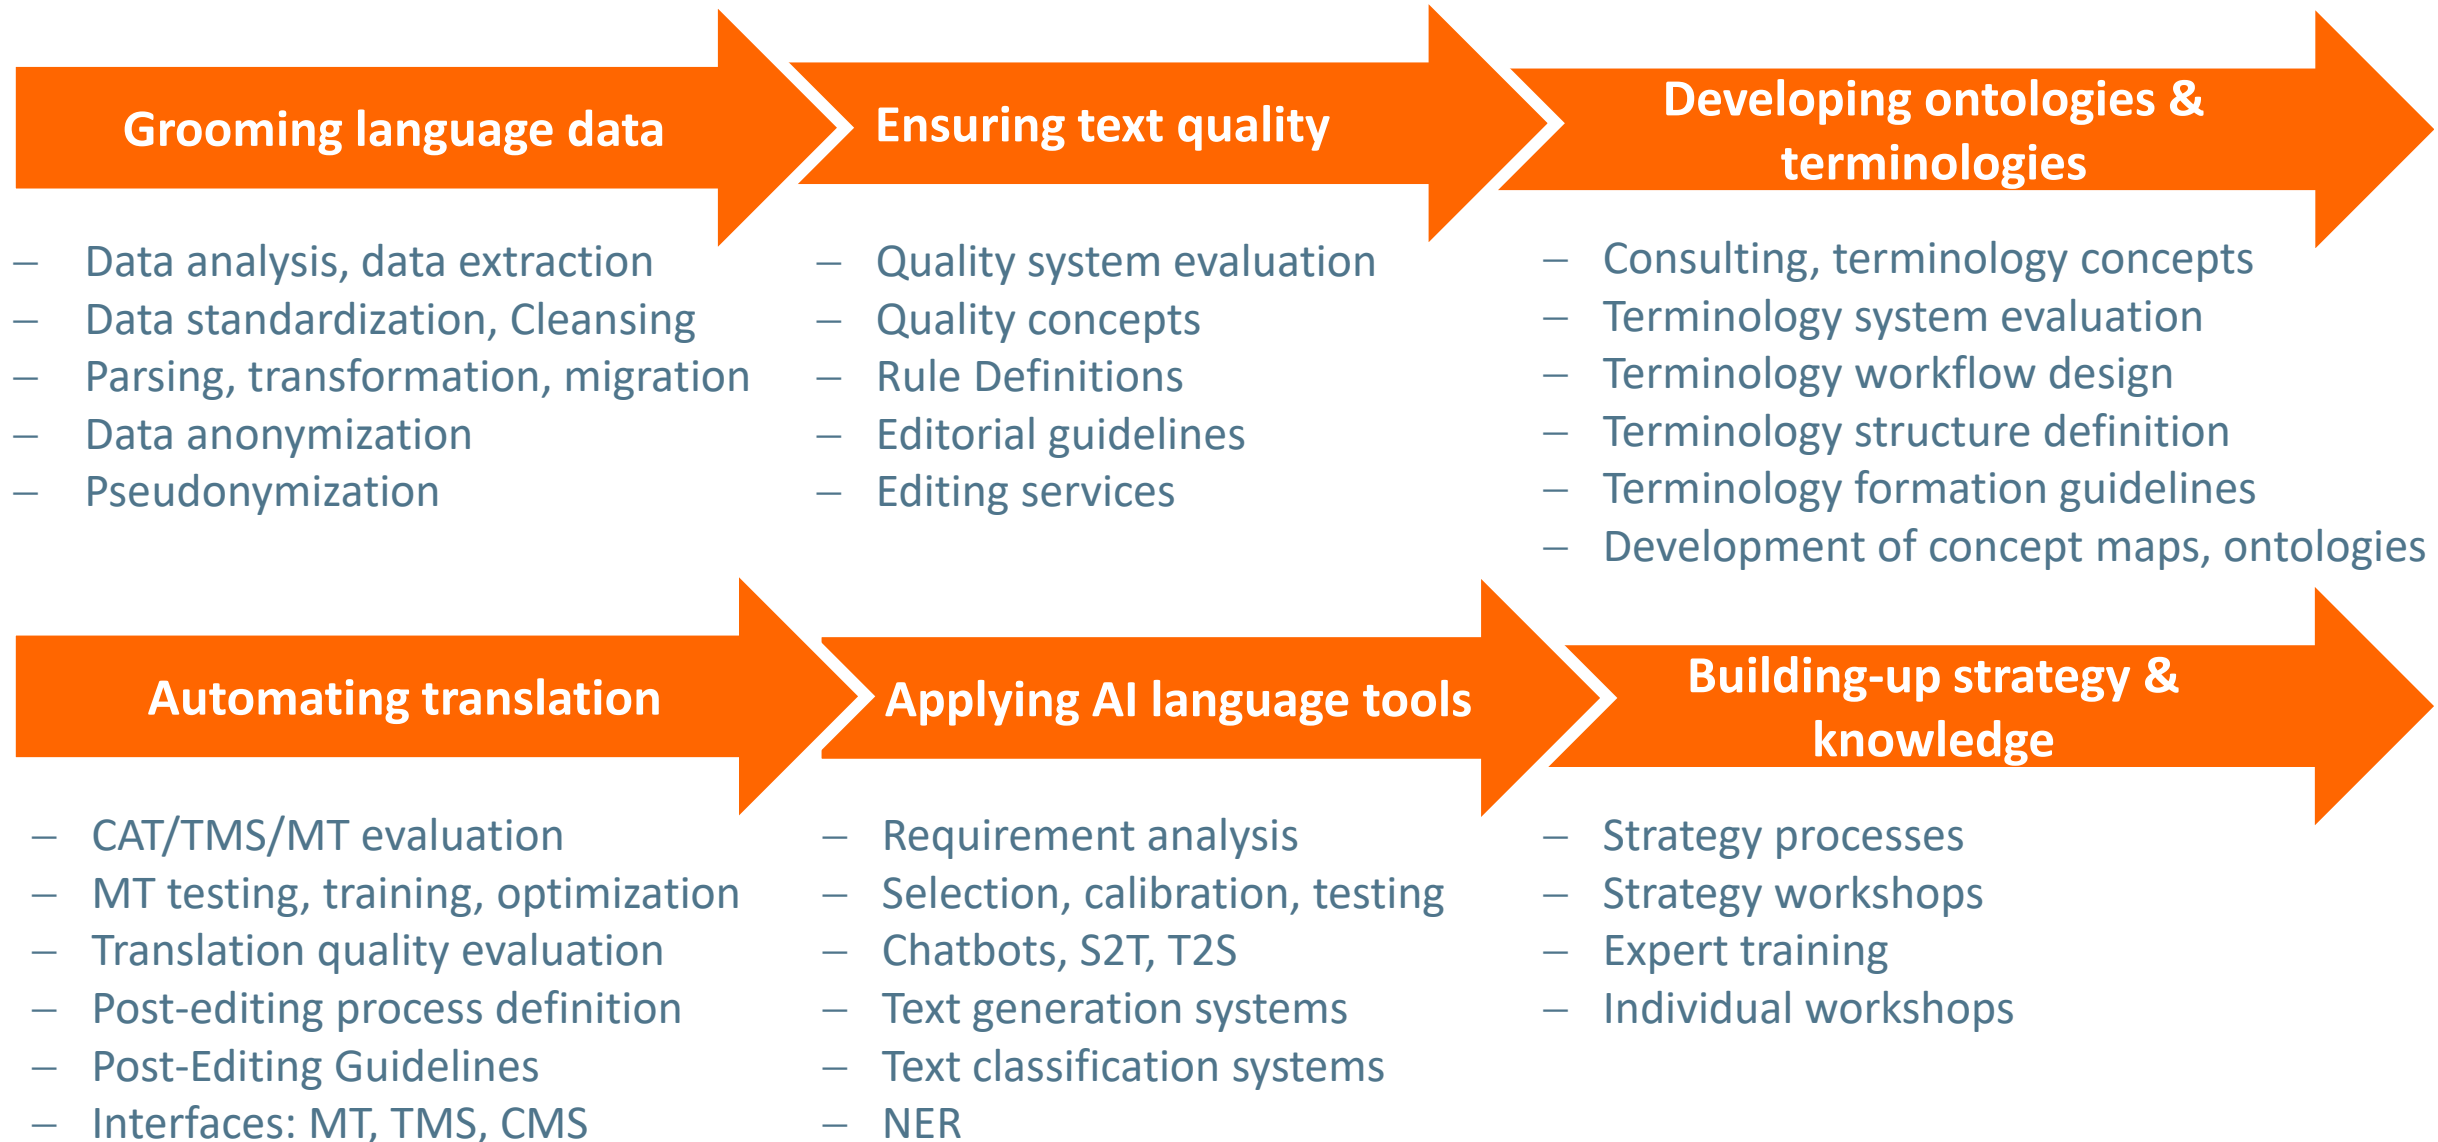 Grooming language data
– Data analysis, data extraction
– Data standardization, Cleansing
– Parsing, transformation, migration
– Data anonymization
– Pseudonymization
Ensuring text quality
– Quality system evaluation
– Quality concepts
– Rule Definitions
– Editorial guidelines
– Editing services
Developing ontologies &
terminologies
– Consulting, terminology concepts
– Terminology system evaluation
– Terminology workflow design
– Terminology structure definition
– Terminology formation guidelines
– Development of concept maps, ontologies
Automating translation
– CAT/TMS/MT evaluation
– MT testing, training, optimization
– Translation quality evaluation
– Post-editing process definition
– Post-Editing Guidelines
– Interfaces: MT, TMS, CMS
Applying AI language tools
– Requirement analysis
– Selection, calibration, testing
– Chatbots, S2T, T2S
– Text generation systems
– Text classification systems
– NER
Building-up strategy &
knowledge
– Strategy processes
– Strategy workshops
– Expert training
– Individual workshops